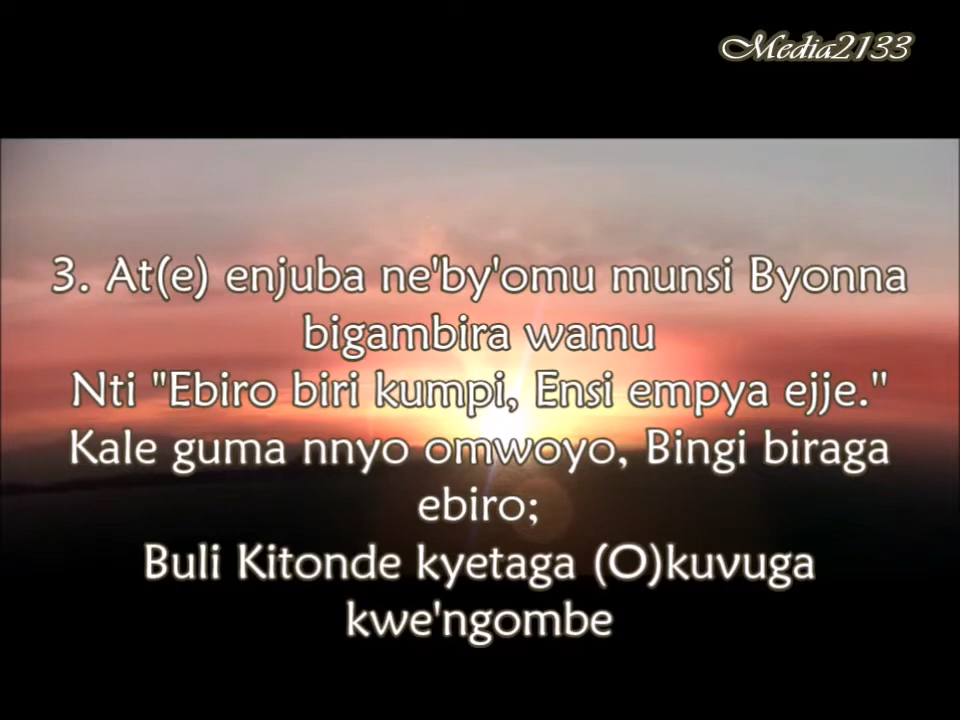 Media2133
3. At(e) enjuba ne'by'omu munsi Byonna
bigambira wamu
Nti "Ebiro biri kumpi, Ensi empya ejje."
Kale guma nnyo omwoyo, Bingi biraga
ebiro;
Buli Kitonde kyetaga (O)kuvuga
kwe'ngombe